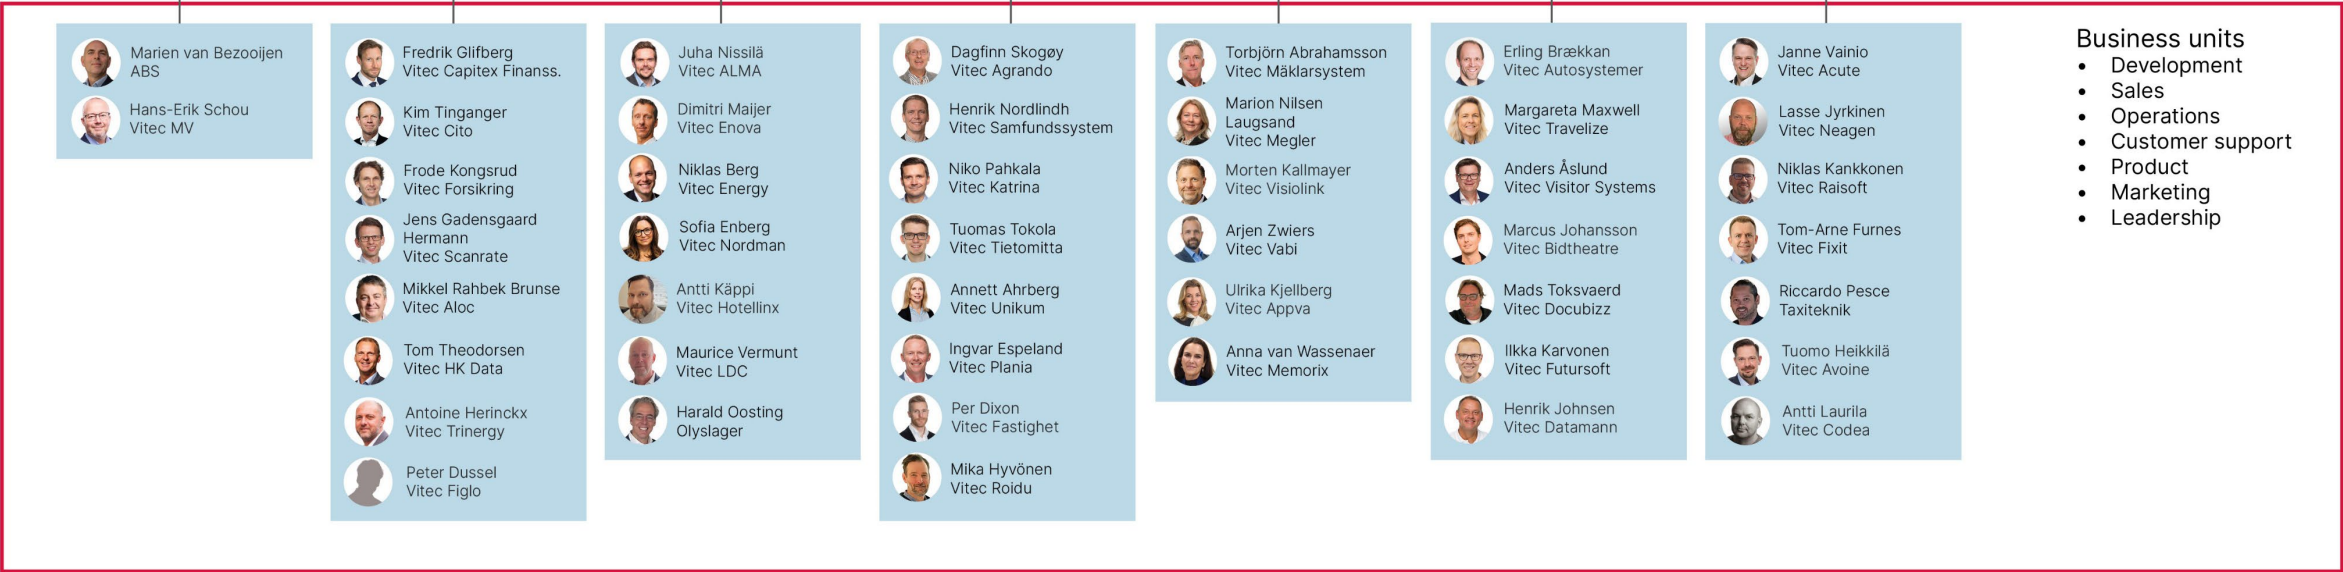 Marien van Bezooijen
ABS
Hans-Erik Schou
Vitec MV
Fredrik Glifberg
Vitec Capitex Finanss.
Kim Tinganger
Vitec Cito
Frode Kongsrud
Vitec Forsikring
Jens Gadensgaard
Hermann
Vitec Scanrate
Mikkel Rahbek Brunse
Vitec Aloc
Tom Theodorsen
Vitec HK Data
Antoine Herinckx
Vitec Trinergy
Peter Dussel
Vitec Figlo
Juha Nissilä
Vitec ALMA
Dimitri Maijer
Vitec Enova
Niklas Berg
Vitec Energy
Sofia Enberg
Vitec Nordman
Antti Käppi
Vitec Hotellinx
Maurice Vermunt
Vitec LDC
Harald Oosting
Olyslager
Dagfinn Skogøy
Vitec Agrando
Henrik Nordlindh
Vitec Samfundssystem
Niko Pahkala
Vitec Katrina
Tuomas Tokola
Vitec Tietomitta
Annett Ahrberg
Vitec Unikum
Ingvar Espeland
Vitec Plania
Per Dixon
Vitec Fastighet
Mika Hyvönen
Vitec Roidu
Torbjörn Abrahamsson
Vitec Mäklarsystem
Marion Nilsen
Laugsand
Vitec Megler
Morten Kallmayer
Vitec Visiolink
Arjen Zwiers
Vitec Vabi
Ulrika Kjellberg
Vitec Appva
Anna van Wassenaer
Vitec Memorix
Erling Brækkan
Vitec Autosystemer
Margareta Maxwell
Vitec Travelize
Anders Åslund
Vitec Visitor Systems
Marcus Johansson
Vitec Bidtheatre
Mads Toksvaerd
Vitec Docubizz
Ilkka Karvonen
Vitec Futursoft
Henrik Johnsen
Vitec Datamann
Janne Vainio
Vitec Acute
Lasse Jyrkinen
Vitec Neagen
Niklas Kankkonen
Vitec Raisoft
Tom-Arne Furnes
Vitec Fixit
Riccardo Pesce
Taxiteknik
Tuomo Heikkilä
Vitec Avoine
Antti Laurila
Vitec Codea
Business units
• Development
• Sales
• Operations
• Customer support
• Product
• Marketing
• Leadership